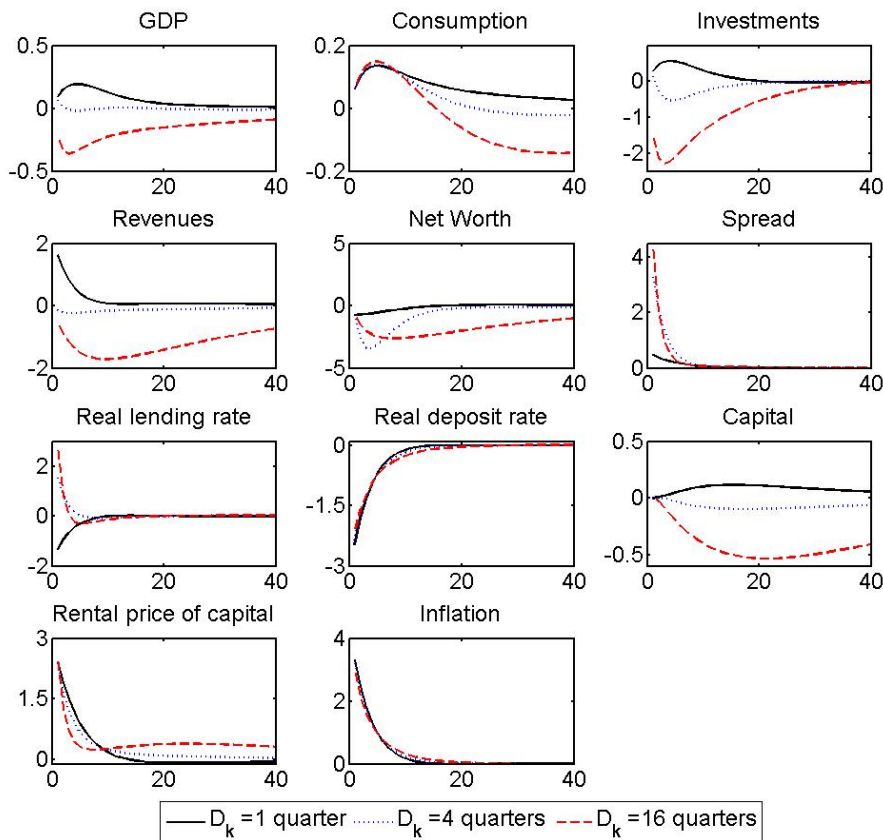 GDP Consumption Investments
0.5 0.2 0
0 0 -1
-0.5 -0.2 -2
0 20 40 0 20 40 0 20 40
Revenues Net Worth Spread
2 5 4
0 0 2
-2 -5 0
0 20 40 0 20 40 0 20 40
Real lending rate Real deposit rate Capital
2 0 0.5
0 -1.5 0
-2 -3 -0.5
0 20 40 0 20 40 0 20 40
Rental price of capital Inflation
3 4
1.5 2
0 0
0 20 40 0 20 40
D_k =1 quarter D_k =4 quarters D_k =16 quarters